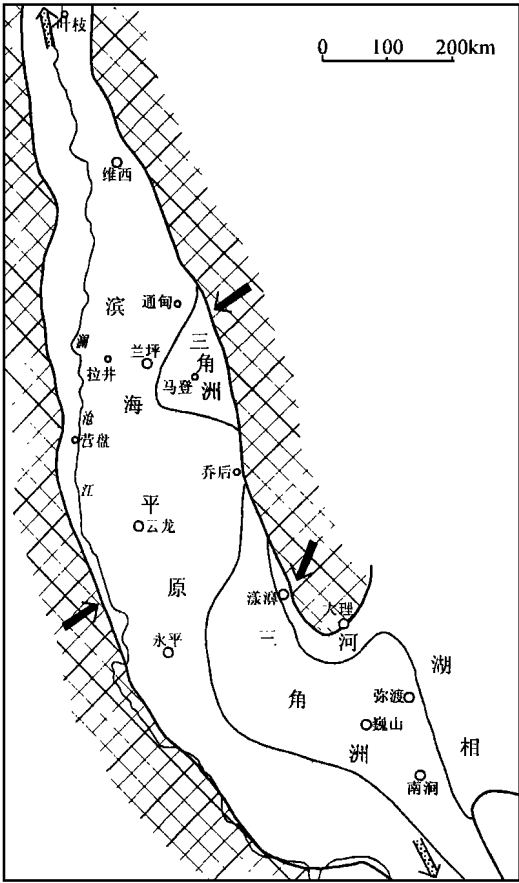 叶枝
0 100 200km
维西
通甸
滨海平原
三角洲
澜沧江
兰坪
拉井
马登
营盘
乔后
云龙
漾濞
大理
河湖相
三角洲
永平
弥渡
巍山
南涧